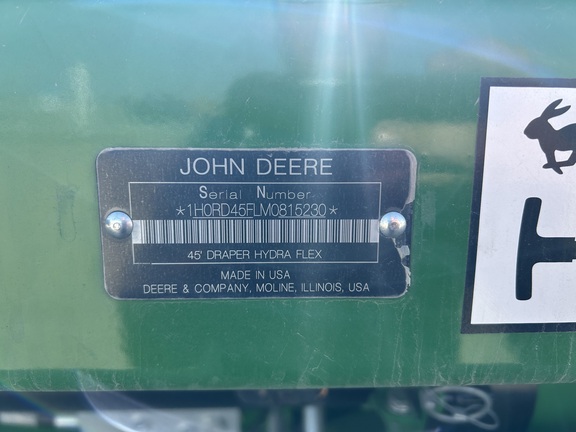 JOHN DEERE
Serial Number
*1H0RD45FLM0815230*
45' DRAPER HYDRA FLEX
MADE IN USA
DEERE & COMPANY, MOLINE, ILLINOIS, USA
H